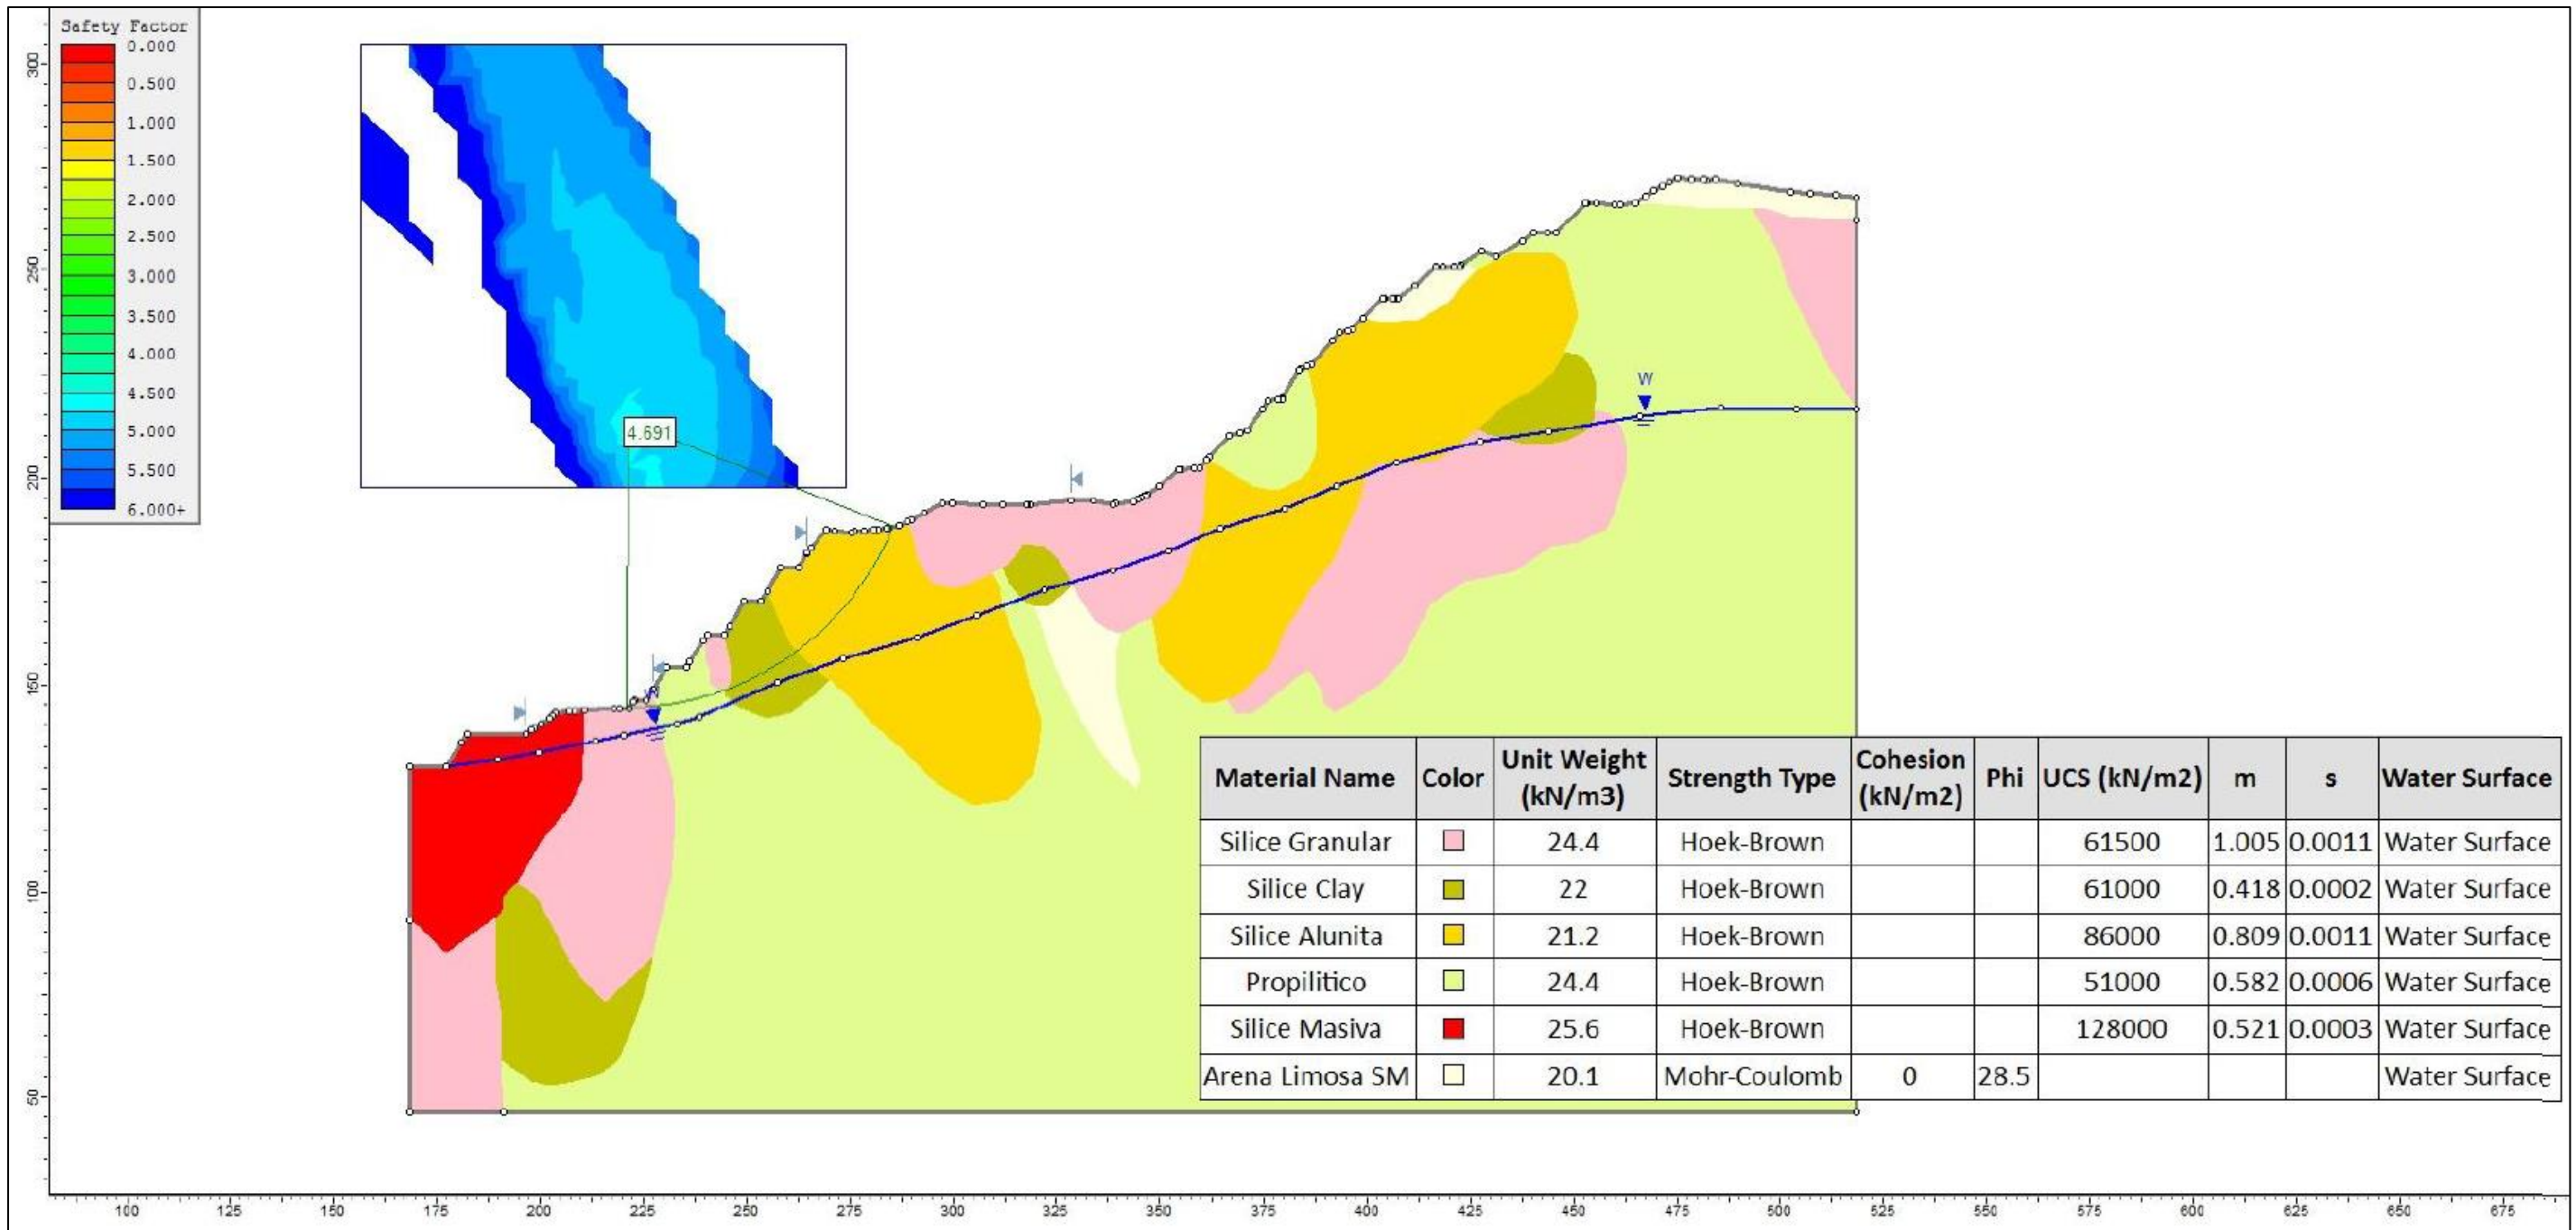 Safety Factor
0.000
0.500
1.000
1.500
2.000
2.500
3.000
3.500
4.000
4.500
5.000
5.500
6.000+
300
250
200
150
100
50
4.691
W
W
Material Name Color Unit Weight (kN/m3) Strength Type Cohesion (kN/m2) Phi UCS (kN/m2) m s Water Surface
Silice Granular 24.4 Hoek-Brown 61500 1.005 0.0011 Water Surface
Silice Clay 22 Hoek-Brown 61000 0.418 0.0002 Water Surface
Silice Alunita 21.2 Hoek-Brown 86000 0.809 0.0011 Water Surface
Propilitico 24.4 Hoek-Brown 51000 0.582 0.0006 Water Surface
Silice Masiva 25.6 Hoek-Brown 128000 0.521 0.0003 Water Surface
Arena Limosa SM 20.1 Mohr-Coulomb 0 28.5 Water Surface
100 125 150 175 200 225 250 275 300 325 350 375 400 425 450 475 500 525 550 575 600 625 650 675